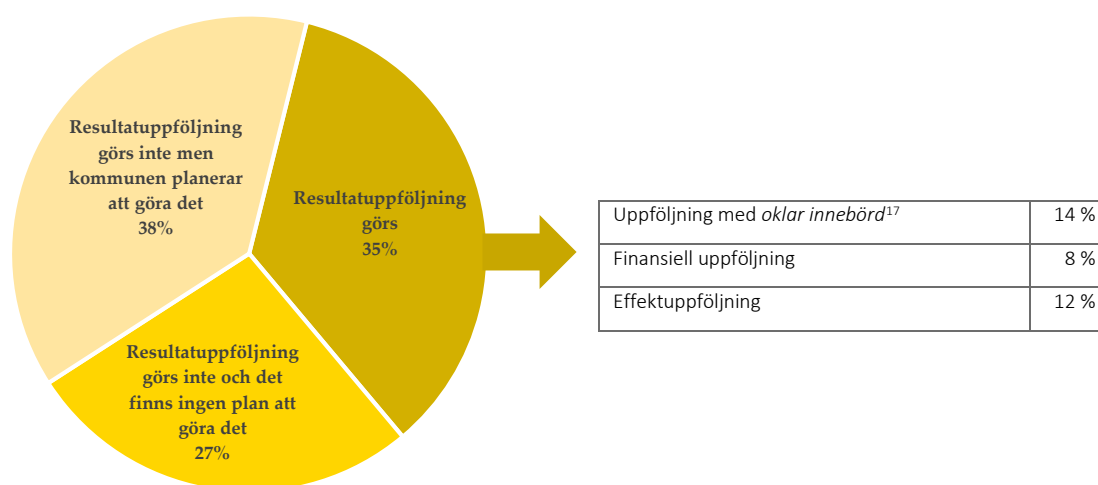 Resultatuppföljning
görs inte men
kommunen planerar
att göra det
38%
Resultatuppföljning
görs
35%
Resultatuppföljning
görs inte och det
finns ingen plan att
göra det
27%
Uppföljning med oklar innebörd17 14 %
Finansiell uppföljning 8 %
Effektuppföljning 12 %